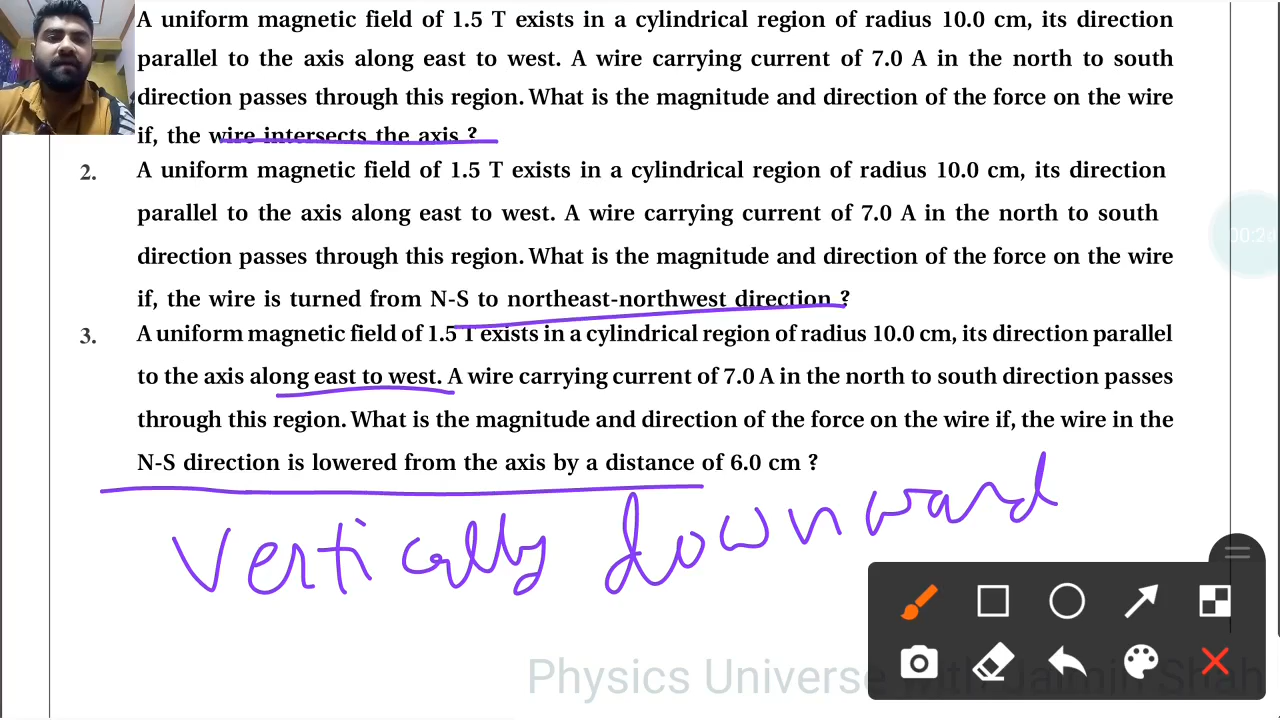 A uniform magnetic field of 1.5 T exists in a cylindrical region of radius 10.0 cm, its direction
parallel to the axis along east to west. A wire carrying current of 7.0 A in the north to south
direction passes through this region. What is the magnitude and direction of the force on the wire
if, the wire intersects the axis ?
2. A uniform magnetic field of 1.5 T exists in a cylindrical region of radius 10.0 cm, its direction
parallel to the axis along east to west. A wire carrying current of 7.0 A in the north to south
direction passes through this region. What is the magnitude and direction of the force on the wire
if, the wire is turned from N-S to northeast-northwest direction ?
3. A uniform magnetic field of 1.5 T exists in a cylindrical region of radius 10.0 cm, its direction parallel
to the axis along east to west. A wire carrying current of 7.0 A in the north to south direction passes
through this region. What is the magnitude and direction of the force on the wire if, the wire in the
N-S direction is lowered from the axis by a distance of 6.0 cm ?
Vertically downward
Physics Universe with Jaimin Shah